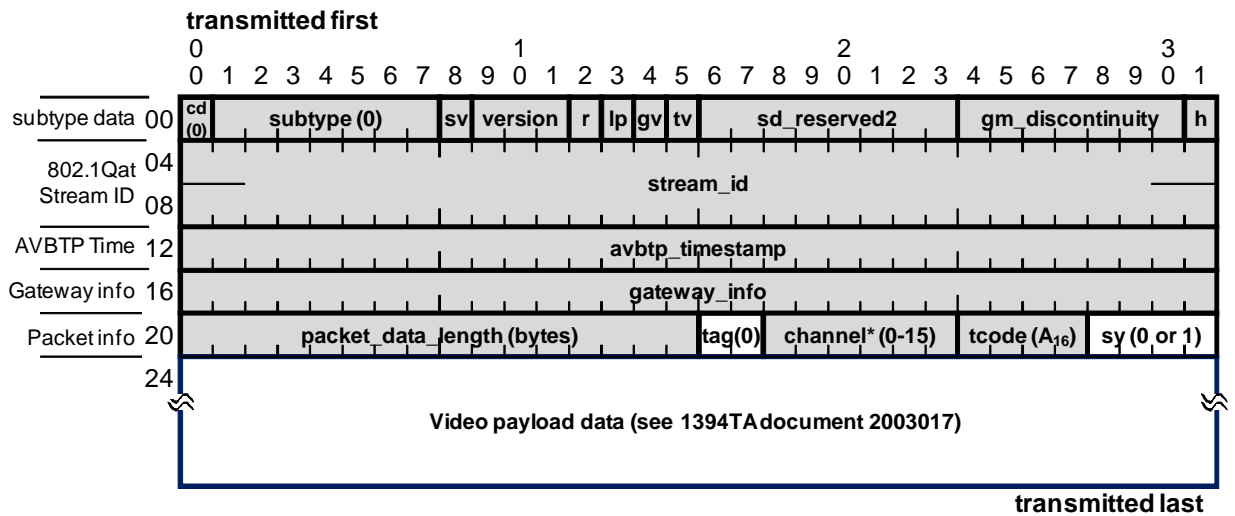 transmitted first
0 1 2 3
0 1 2 3 4 5 6 7 8 9 0 1 2 3 4 5 6 7 8 9 0 1 2 3 4 5 6 7 8 9 0 1
subtype data 00 cd (0) subtype (0) sv version r lp gv tv sd_reserved2 gm_discontinuity h
802.1Qat Stream ID 04 08 stream_id
AVBTP Time 12 avbtp_timestamp
Gateway info 16 gateway_info
Packet info 20 packet_data_length (bytes) tag(0) channel* (0-15) tcode (A₁₆) sy (0 or 1)
24
Video payload data (see 1394TA document 2003017)
transmitted last